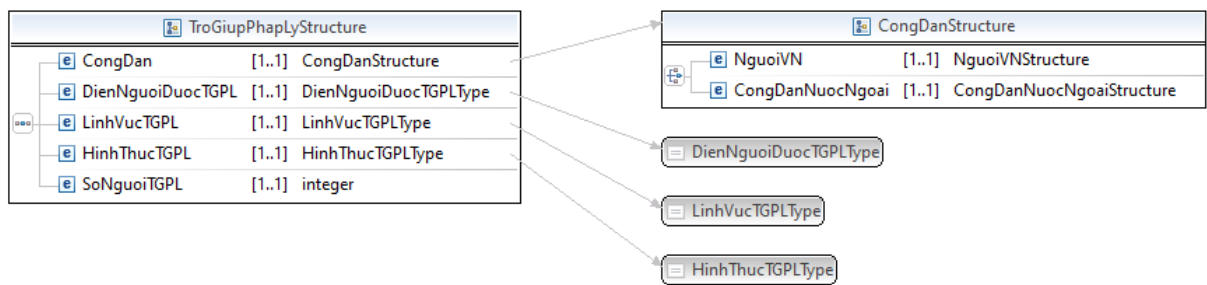 TroGiupPhapLyStructure
CongDan [1..1] CongDanStructure
DienNguoiDuocTGPL [1..1] DienNguoiDuocTGPLType
LinhVucTGPL [1..1] LinhVucTGPLType
HinhThucTGPL [1..1] HinhThucTGPLType
SoNguoiTGPL [1..1] integer
CongDanStructure
NguoiVN [1..1] NguoiVNStructure
CongDanNuocNgoai [1..1] CongDanNuocNgoaiStructure
DienNguoiDuocTGPLType
LinhVucTGPLType
HinhThucTGPLType